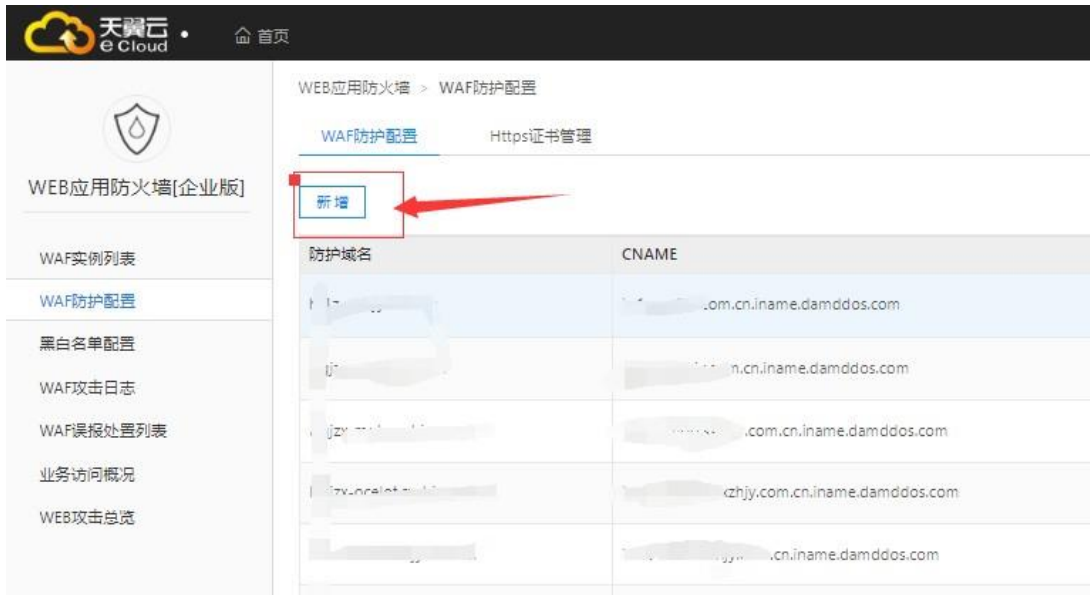 天翼云
e Cloud
首页
WEB应用防火墙 > WAF防护配置
WAF防护配置 Http​s证书管理
WEB应用防火墙[企业版]
新增
WAF实例列表
WAF防护配置
黑白名单配置
WAF攻击日志
WAF误报处置列表
业务访问概况
WEB攻击总览
防护域名 CNAME
.om.cn.iname.damddos.com
n.cn.iname.damddos.com
.com.cn.iname.damddos.com
zhjy.com.cn.iname.damddos.com
.cn.iname.damddos.com